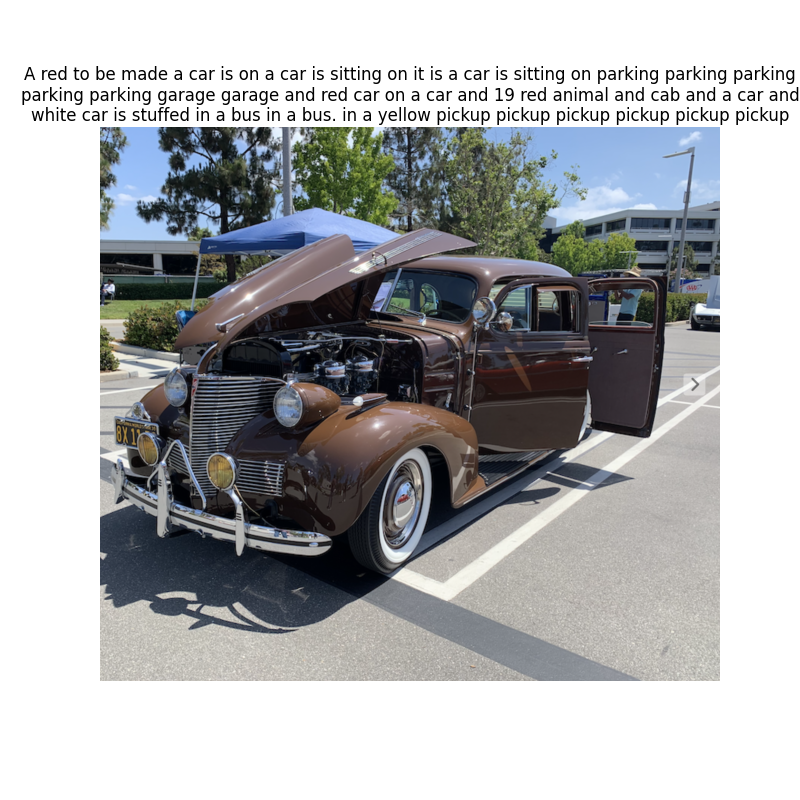 A red to be made a car is on a car is sitting on it is a car is sitting on parking parking parking
parking parking garage garage and red car on a car and 19 red animal and cab and a car and
white car is stuffed in a bus in a bus. in a yellow pickup pickup pickup pickup pickup pickup
8X 11